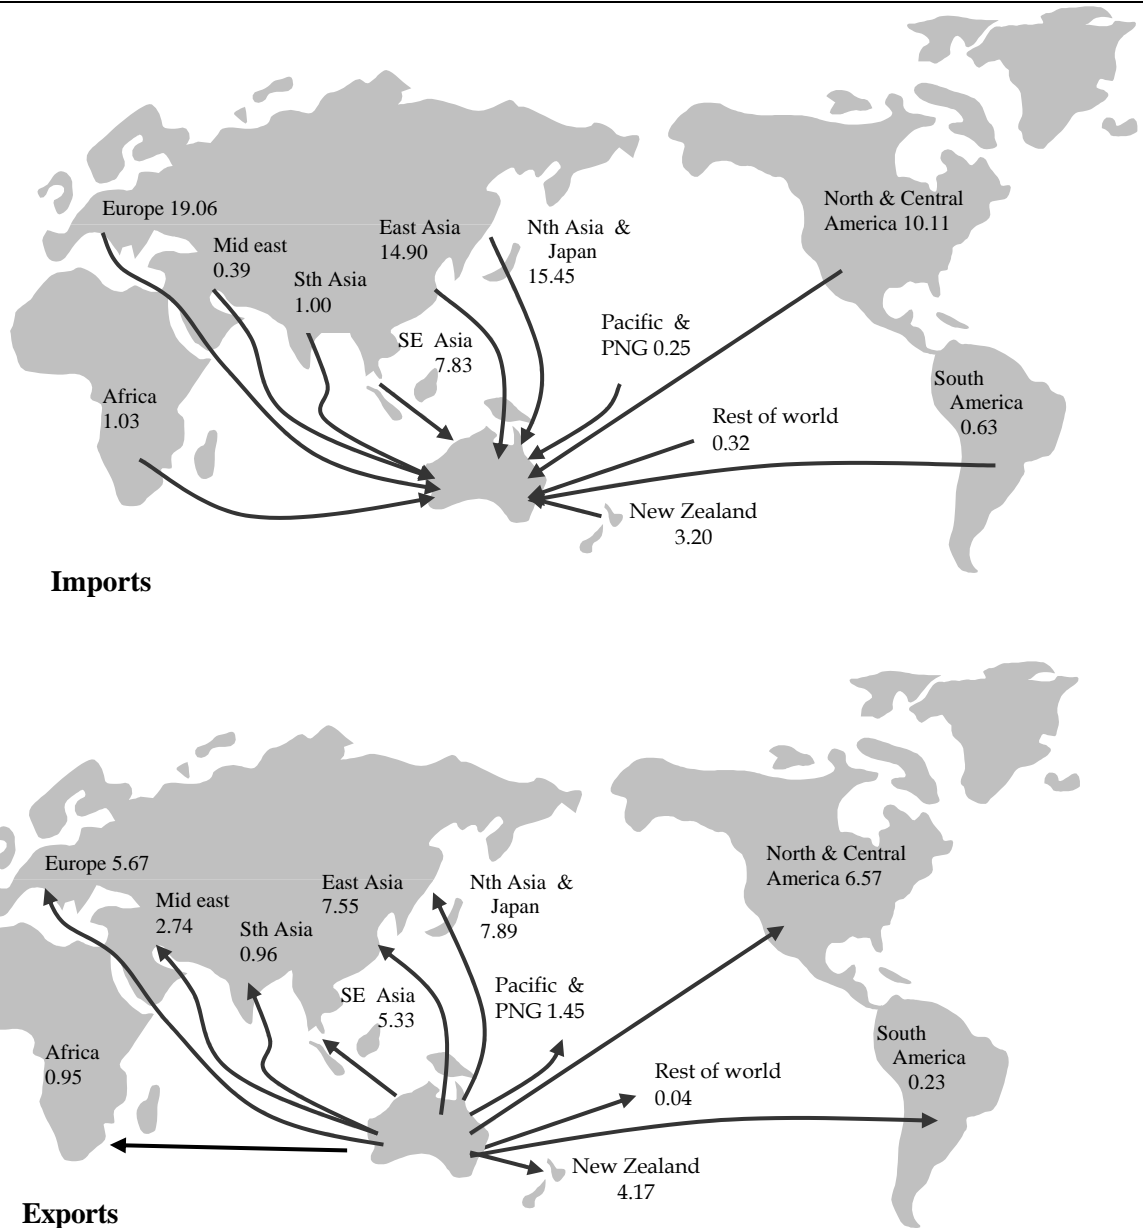 Europe 19.06
Mid east
0.39
Sth Asia
1.00
East Asia
14.90
Nth Asia &
Japan
15.45
North & Central
America 10.11
SE Asia
7.83
Pacific &
PNG 0.25
Africa
1.03
Rest of world
0.32
South
America
0.63
New Zealand
3.20
Imports
Europe 5.67
Mid east
2.74
Sth Asia
0.96
East Asia
7.55
Nth Asia &
Japan
7.89
North & Central
America 6.57
SE Asia
5.33
Pacific &
PNG 1.45
Africa
0.95
Rest of world
0.04
South
America
0.23
New Zealand
4.17
Exports